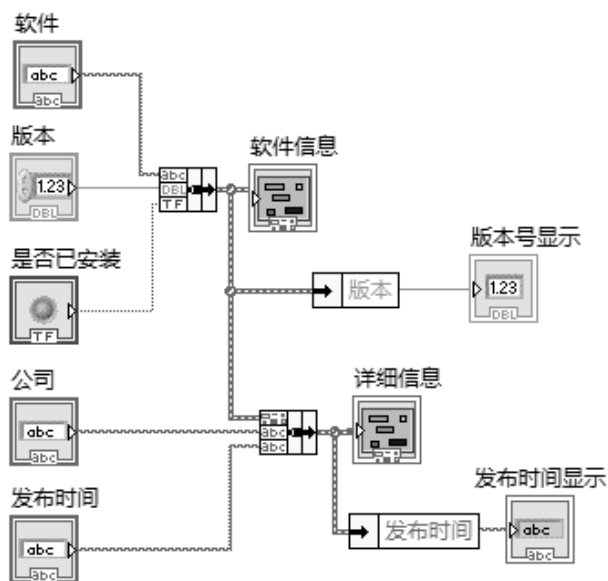 软件
abc
abc
版本
1.23
DBL
是否已安装
TF
公司
abc
abc
发布时间
abc
abc
abc
DBL
TF
软件信息
版本
版本号显示
1.23
DBL
abc
abc
详细信息
发布时间
发布时间显示
abc
abc